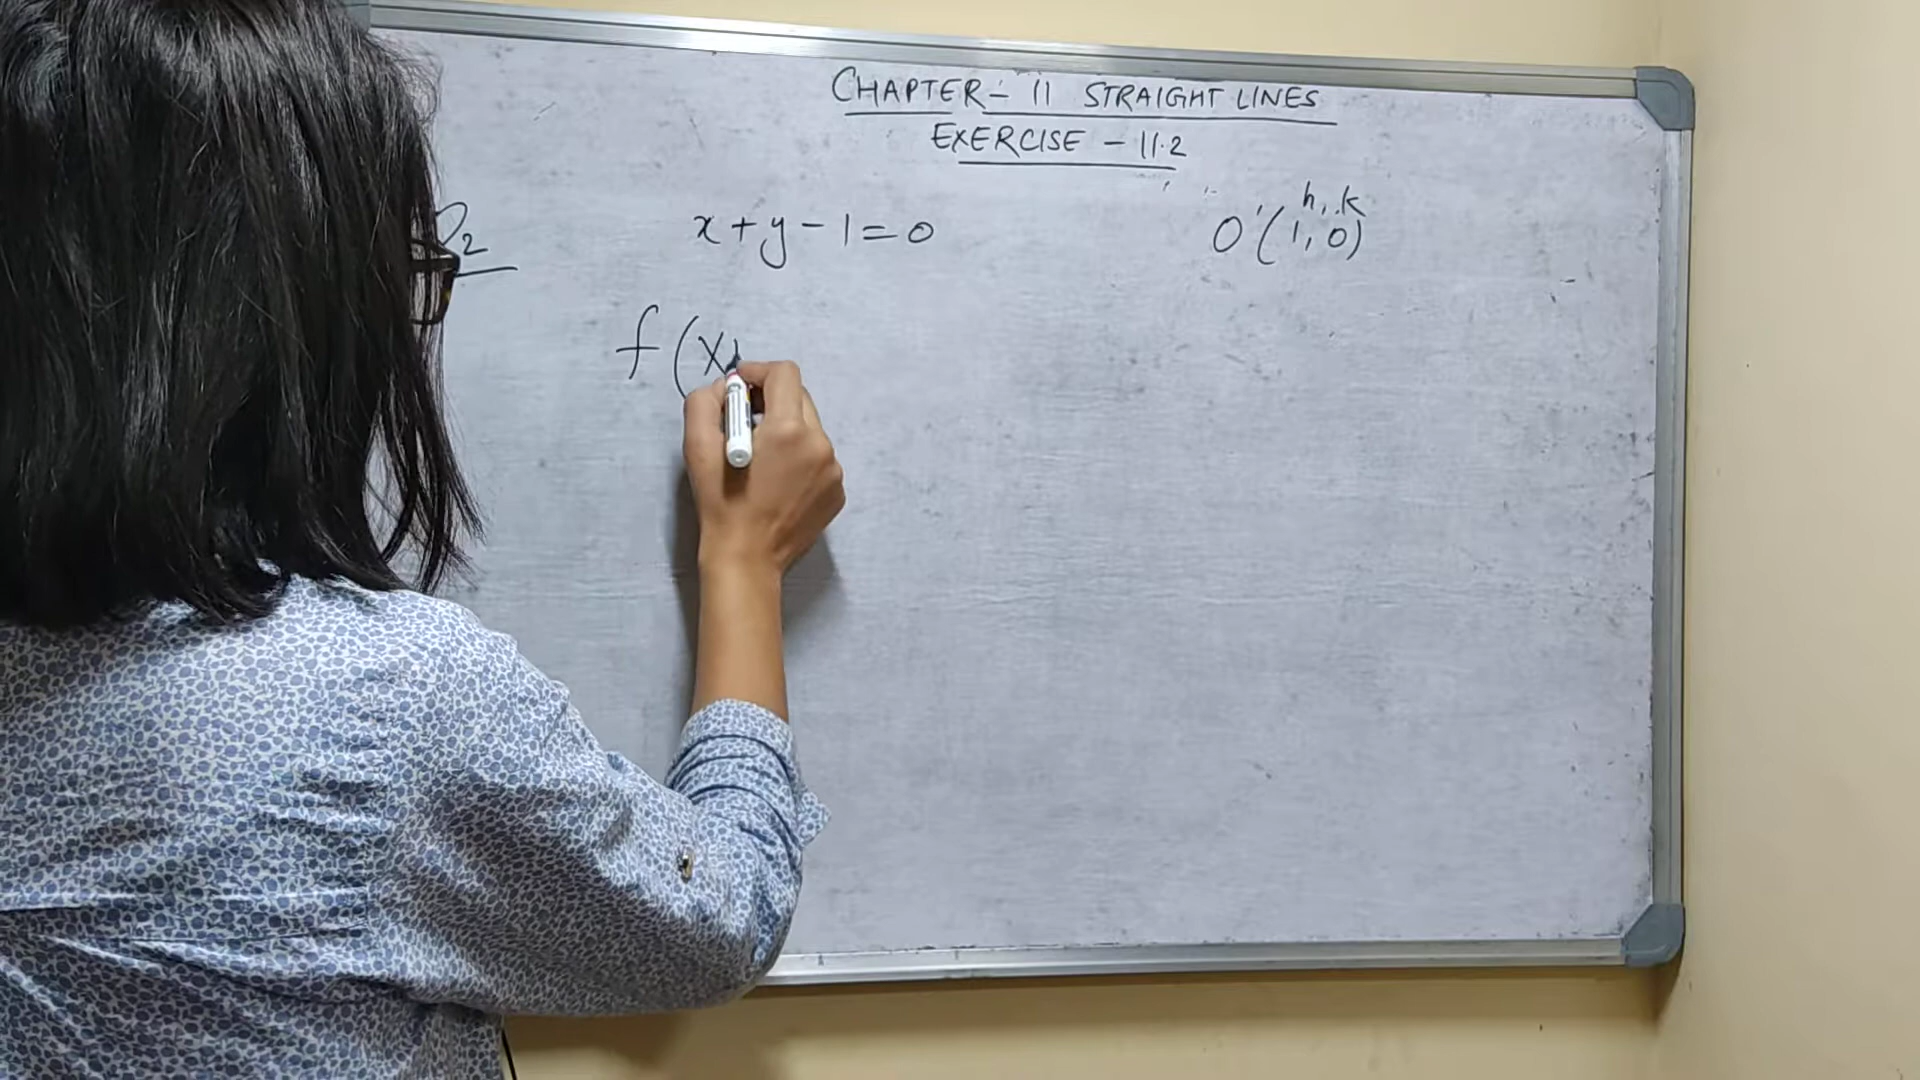 CHAPTER- 11 STRAIGHT LINES
EXERCISE - 11.2
x + y - 1 = 0
h, k
O'(1, 0)
f (X